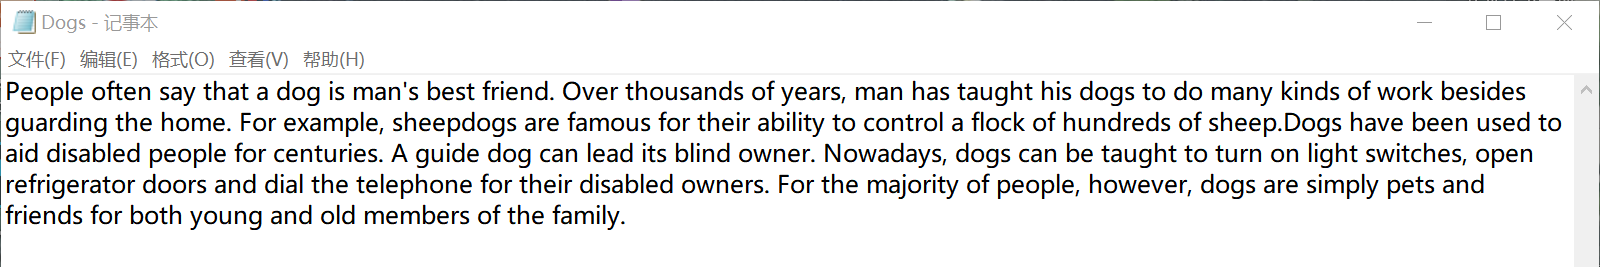 Dogs - 记事本
文件(F) 编辑(E) 格式(O) 查看(V) 帮助(H)
People often say that a dog is man's best friend. Over thousands of years, man has taught his dogs to do many kinds of work besides
guarding the home. For example, sheepdogs are famous for their ability to control a flock of hundreds of sheep.Dogs have been used to
aid disabled people for centuries. A guide dog can lead its blind owner. Nowadays, dogs can be taught to turn on light switches, open
refrigerator doors and dial the telephone for their disabled owners. For the majority of people, however, dogs are simply pets and
friends for both young and old members of the family.